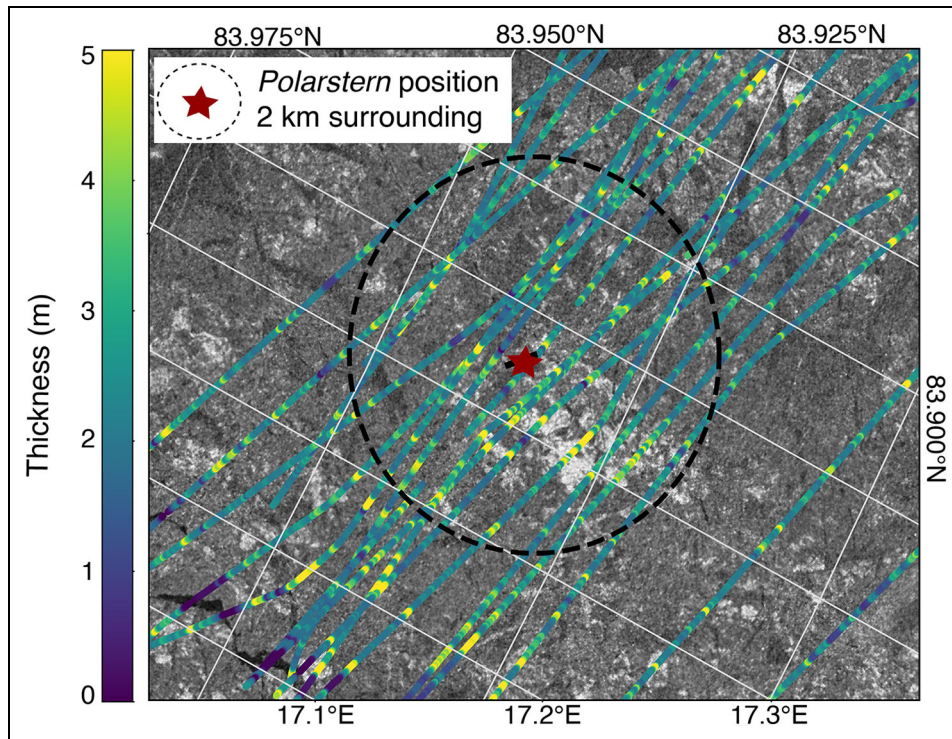 83.975°N
83.950°N
83.925°N
5
4
3
2
1
0
Thickness (m)
Polarstern position
2 km surrounding
83.900°N
17.1°E
17.2°E
17.3°E